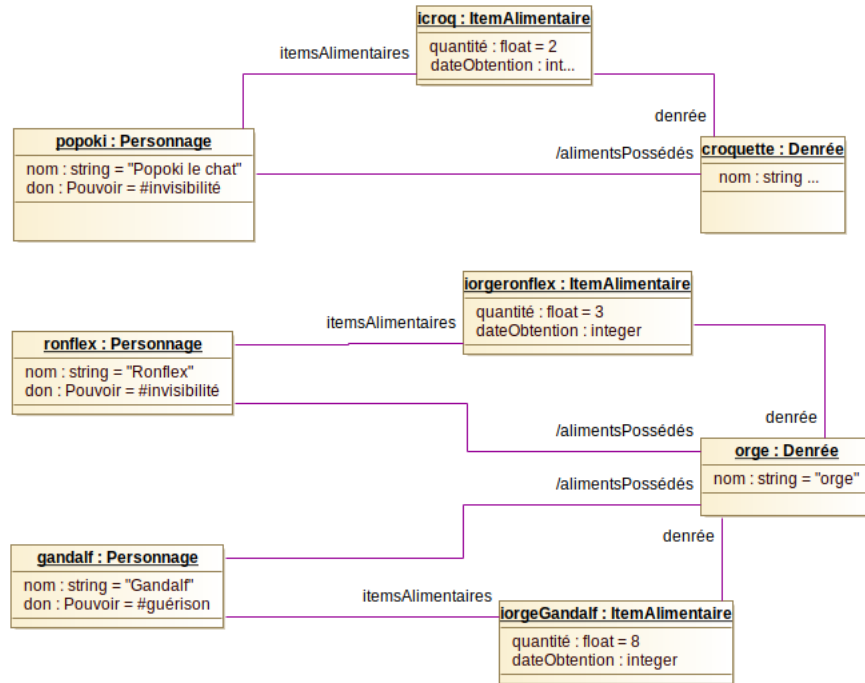 icroq : ItemAlimentaire
quantité : float = 2
dateObtention : int...
itemsAlimentaires
denrée
popoki : Personnage
nom : string = "Popoki le chat"
don : Pouvoir = #invisibilité
/alimentsPossédés
croquette : Denrée
nom : string ...
iorgeronflex : ItemAlimentaire
quantité : float = 3
dateObtention : integer
itemsAlimentaires
ronflex : Personnage
nom : string = "Ronflex"
don : Pouvoir = #invisibilité
denrée
/alimentsPossédés
orge : Denrée
nom : string = "orge"
/alimentsPossédés
denrée
gandalf : Personnage
nom : string = "Gandalf"
don : Pouvoir = #guérison
itemsAlimentaires
iorgeGandalf : ItemAlimentaire
quantité : float = 8
dateObtention : integer